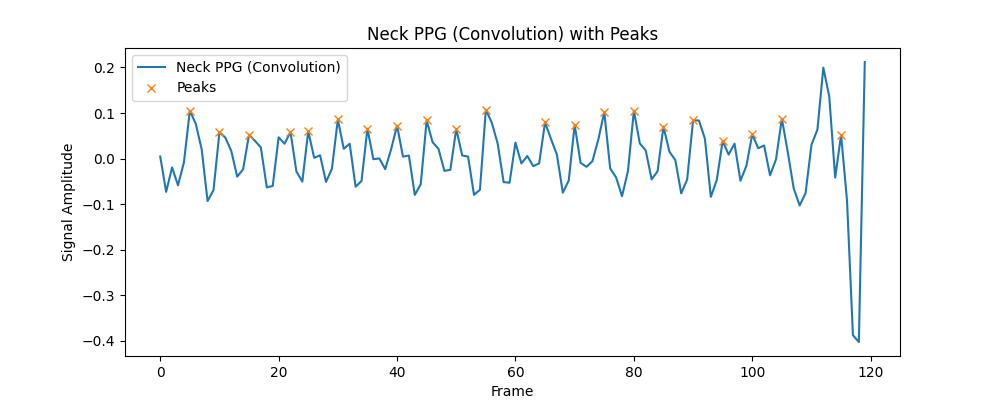 Neck PPG (Convolution) with Peaks
Neck PPG (Convolution)
Peaks
Signal Amplitude
0.2
0.1
0.0
−0.1
−0.2
−0.3
−0.4
0 20 40 60 80 100 120
Frame